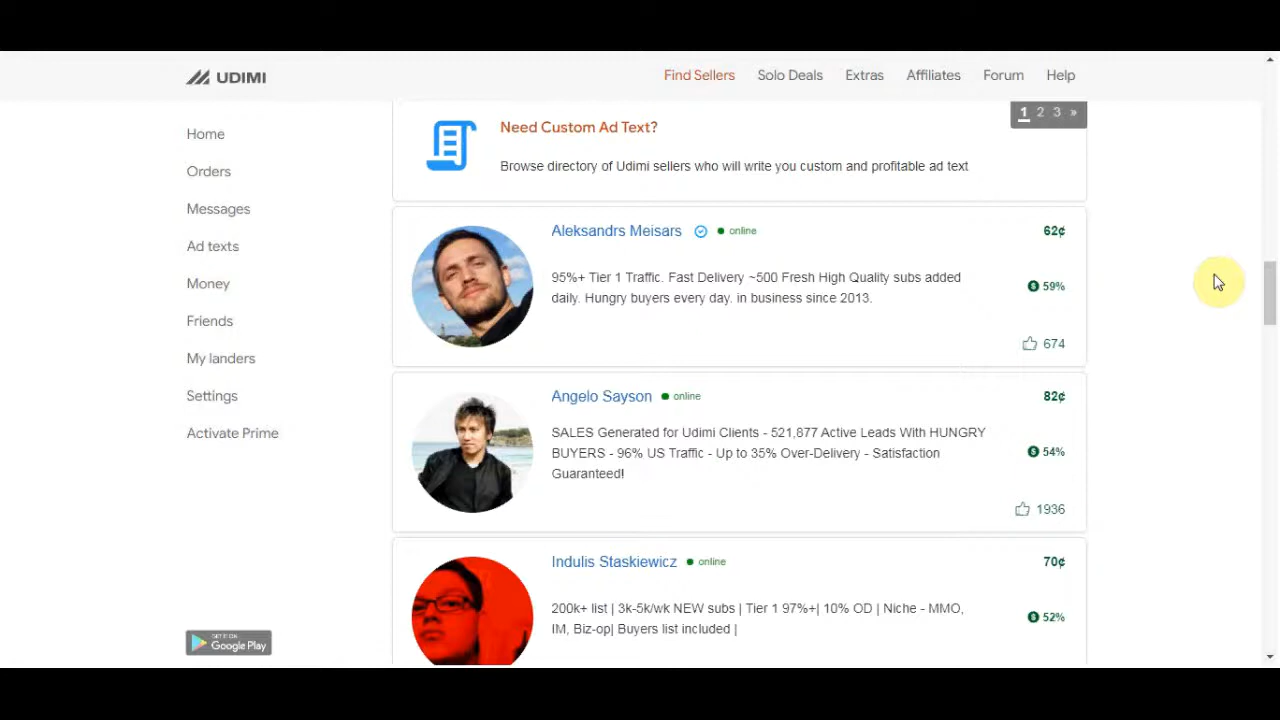 UDIMI
Find Sellers Solo Deals Extras Affiliates Forum Help
Home
Orders
Messages
Ad texts
Money
Friends
My landers
Settings
Activate Prime
GET IT ON
Google Play
1 2 3 »
Need Custom Ad Text?
Browse directory of Udimi sellers who will write you custom and profitable ad text
Aleksandrs Meisars online 62¢
95%+ Tier 1 Traffic. Fast Delivery ~500 Fresh High Quality subs added
daily. Hungry buyers every day. in business since 2013.
59%
674
Angelo Sayson online 82¢
SALES Generated for Udimi Clients - 521,877 Active Leads With HUNGRY
BUYERS - 96% US Traffic - Up to 35% Over-Delivery - Satisfaction
Guaranteed!
54%
1936
Indulis Staskiewicz online 70¢
200k+ list | 3k-5k/wk NEW subs | Tier 1 97%+| 10% OD | Niche - MMO,
IM, Biz-op| Buyers list included |
52%